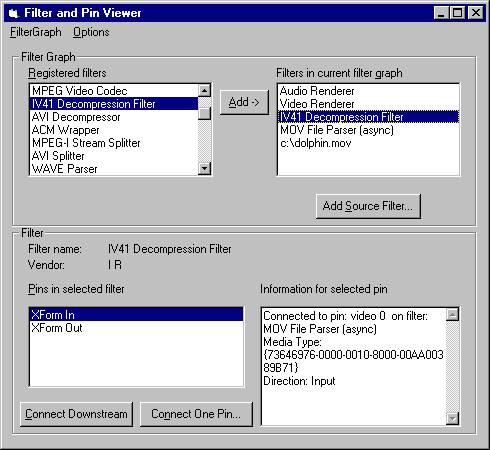 Filter and Pin Viewer
FilterGraph Options
Filter Graph
Registered filters
MPEG Video Codec
IV41 Decompression Filter
AVI Decompressor
ACM Wrapper
MPEG-I Stream Splitter
AVI Splitter
WAVE Parser
Add ->
Filters in current filter graph
Audio Renderer
Video Renderer
IV41 Decompression Filter
MOV File Parser (async)
c:\dolphin.mov
Add Source Filter...
Filter
Filter name: IV41 Decompression Filter
Vendor: I R
Pins in selected filter
XForm In
XForm Out
Connect Downstream
Connect One Pin...
Information for selected pin
Connected to pin: video 0 on filter:
MOV File Parser (async)
Media Type:
{73646976-0000-0010-8000-00AA003
89B71}
Direction: Input